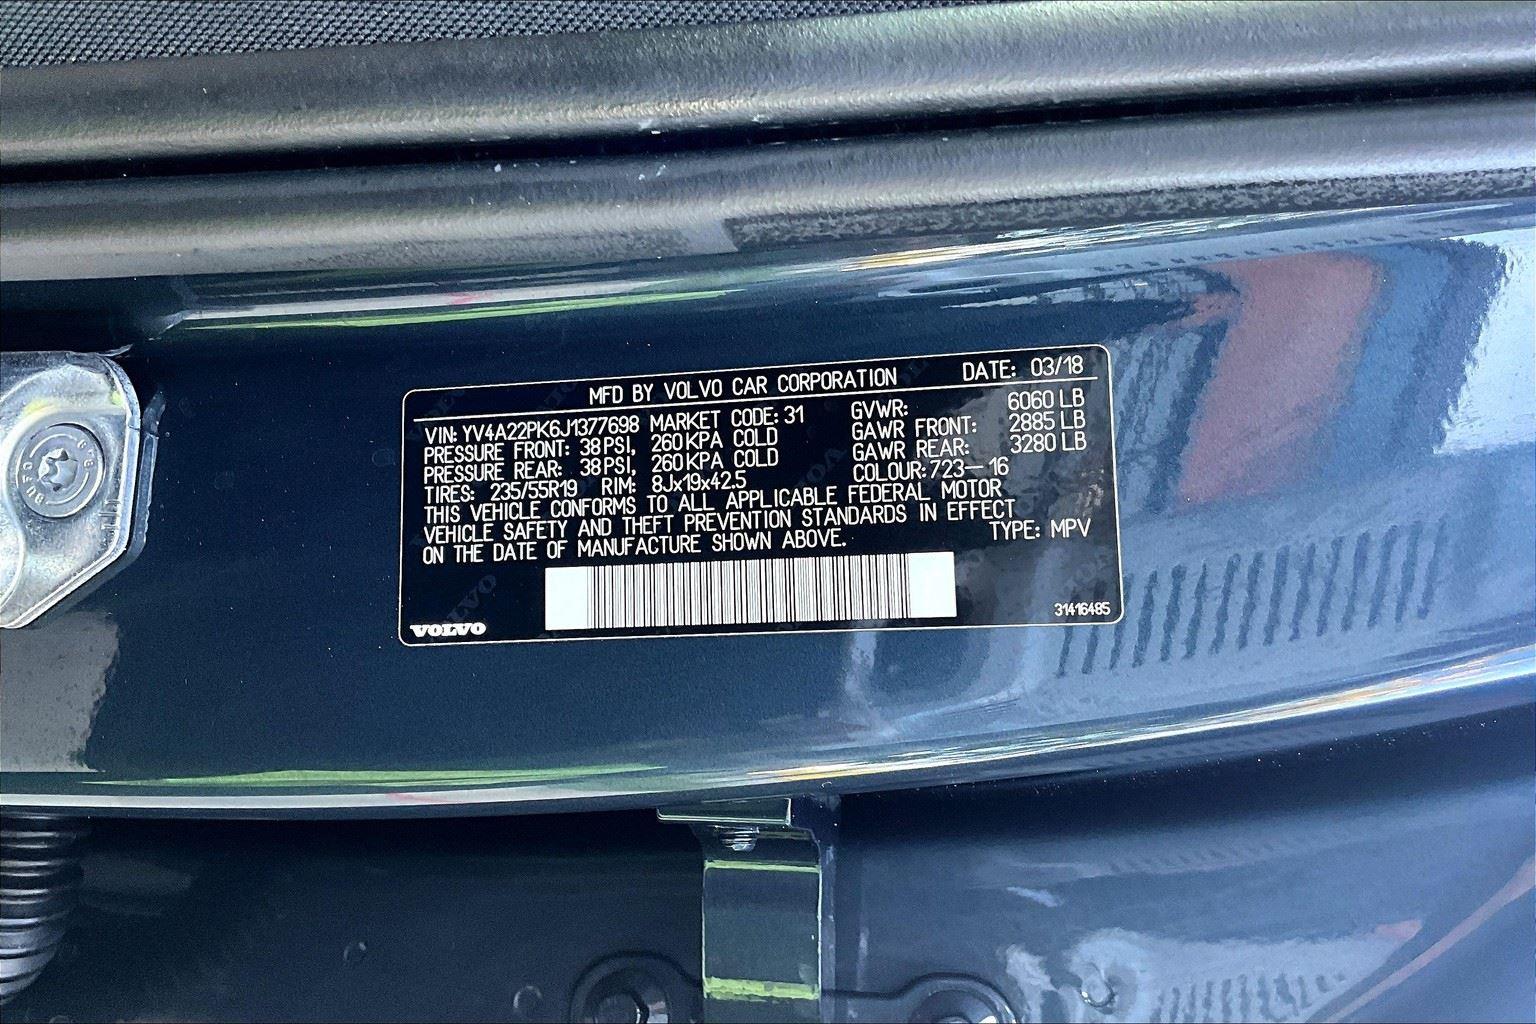 MFD BY VOLVO CAR CORPORATION DATE: 03/18
VIN: YV4A22PK6J1377698 MARKET CODE: 31 GVWR: 6060 LB
PRESSURE FRONT: 38 PSI, 260 KPA COLD GAWR FRONT: 2885 LB
PRESSURE REAR: 38 PSI, 260 KPA COLD GAWR REAR: 3280 LB
TIRES: 235/55R19 RIM: 8Jx19x42.5 COLOUR: 723-16
THIS VEHICLE CONFORMS TO ALL APPLICABLE FEDERAL MOTOR
VEHICLE SAFETY AND THEFT PREVENTION STANDARDS IN EFFECT
ON THE DATE OF MANUFACTURE SHOWN ABOVE. TYPE: MPV
VOLVO 31416485